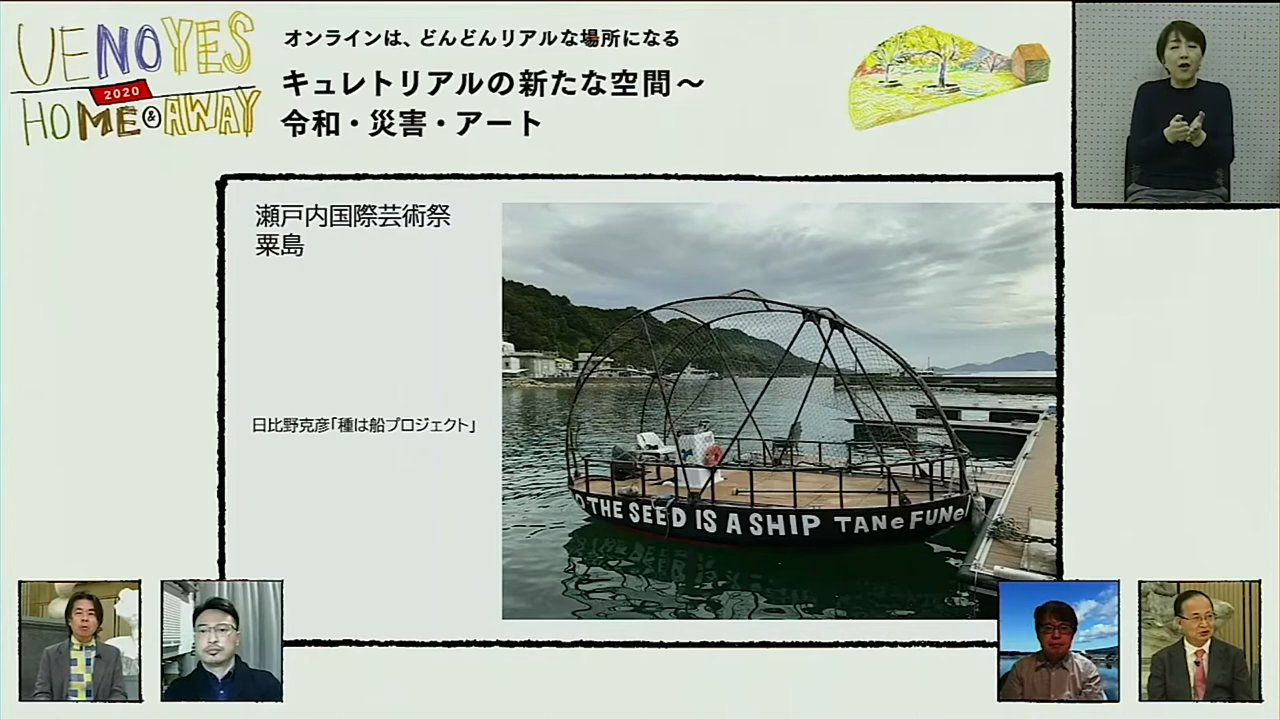 UENOYES
2020
HOME&AWAY
オンラインは、どんどんリアルな場所になる
キュレトリアルの新たな空間～
令和・災害・アート
瀬戸内国際芸術祭
粟島
日比野克彦「種は船プロジェクト」
THE SEED IS A SHIP TANe FUNe